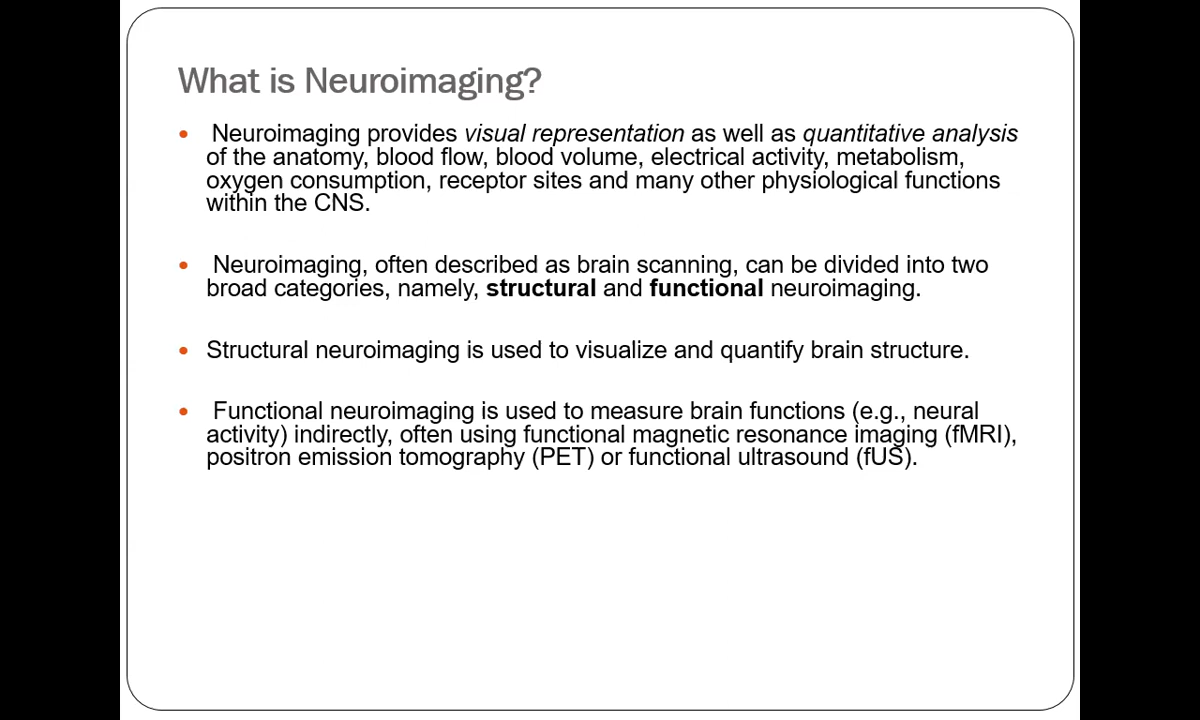 What is Neuroimaging?
• Neuroimaging provides visual representation as well as quantitative analysis
of the anatomy, blood flow, blood volume, electrical activity, metabolism,
oxygen consumption, receptor sites and many other physiological functions
within the CNS.
• Neuroimaging, often described as brain scanning, can be divided into two
broad categories, namely, structural and functional neuroimaging.
• Structural neuroimaging is used to visualize and quantify brain structure.
• Functional neuroimaging is used to measure brain functions (e.g., neural
activity) indirectly, often using functional magnetic resonance imaging (fMRI),
positron emission tomography (PET) or functional ultrasound (fUS).